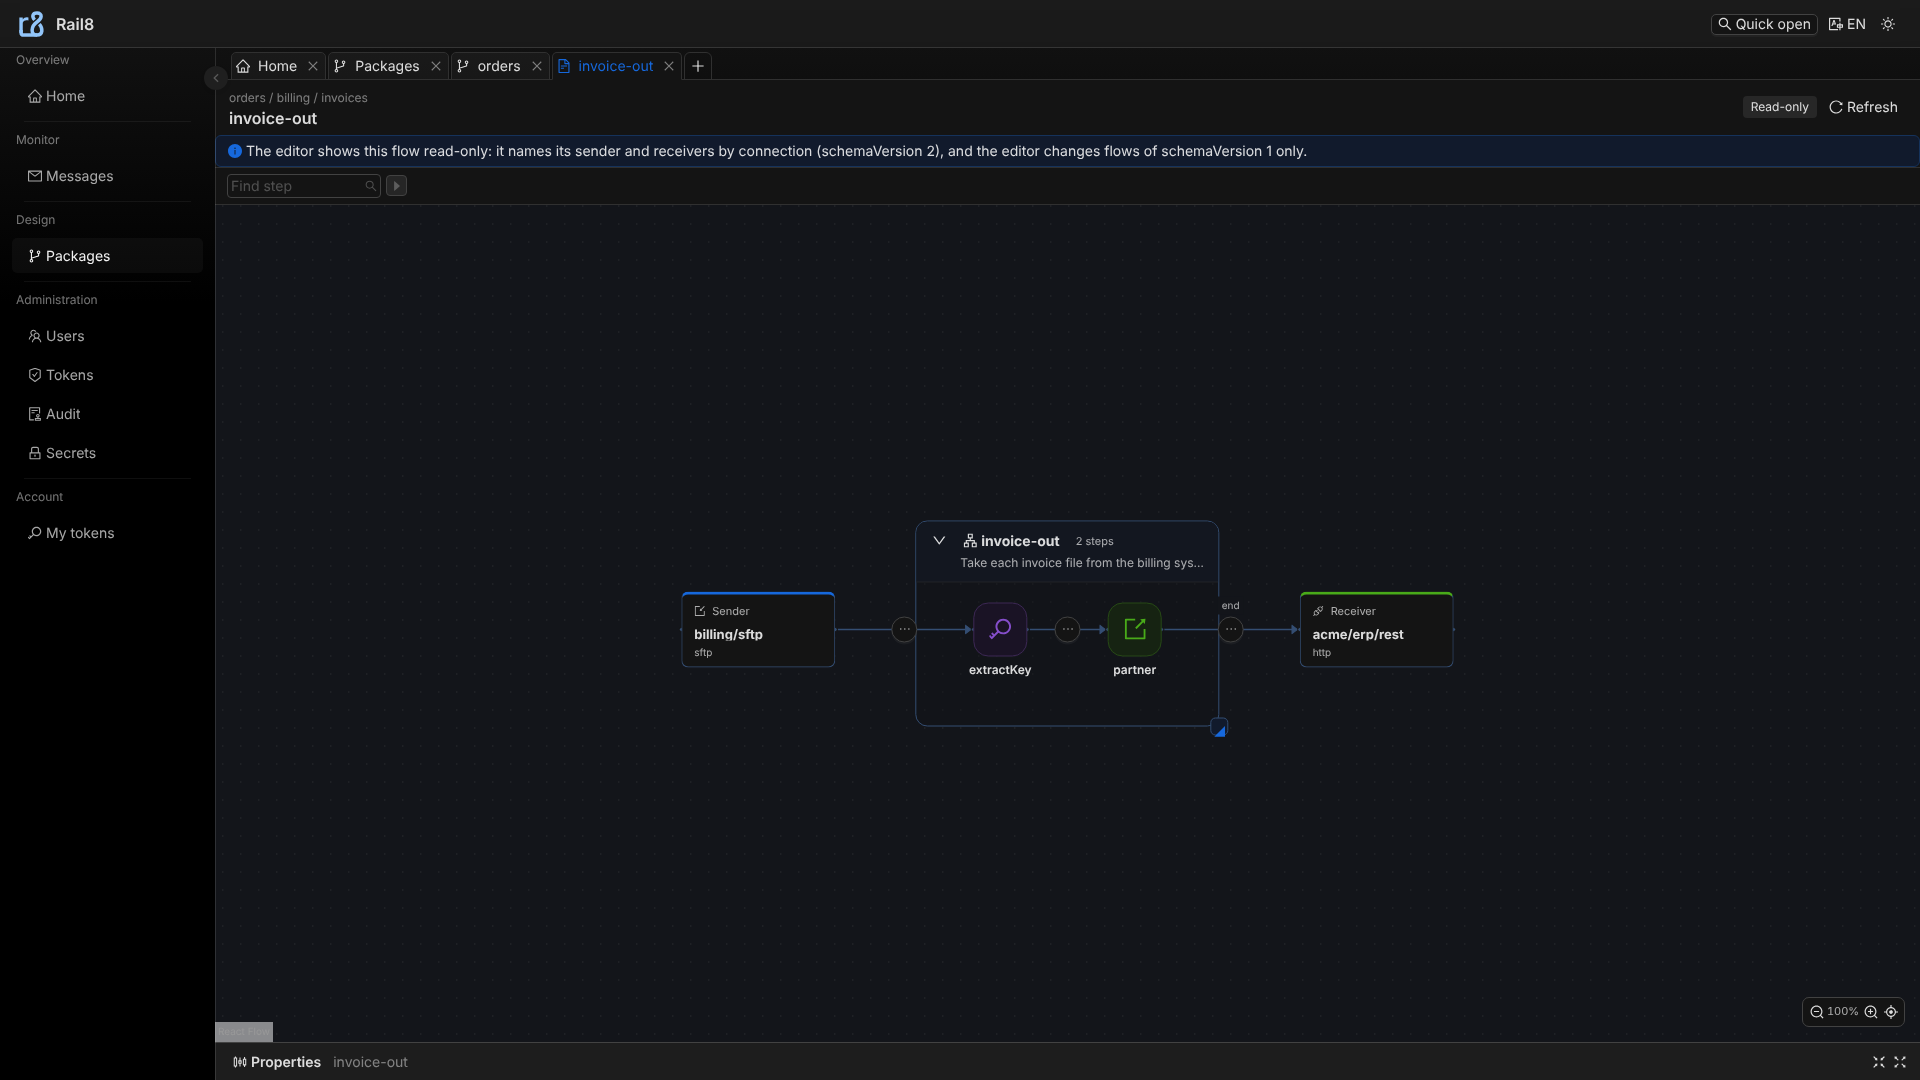 Rail8
Quick open
EN
Overview
Home
Monitor
Messages
Design
Packages
Administration
Users
Tokens
Audit
Secrets
Account
My tokens
Home
Packages
orders
invoice-out
orders / billing / invoices
invoice-out
Read-only
Refresh
The editor shows this flow read-only: it names its sender and receivers by connection (schemaVersion 2), and the editor changes flows of schemaVersion 1 only.
Find step
invoice-out 2 steps
Take each invoice file from the billing sys...
Sender
billing/sftp
sftp
extractKey
partner
end
Receiver
acme/erp/rest
http
100%
React Flow
Properties invoice-out